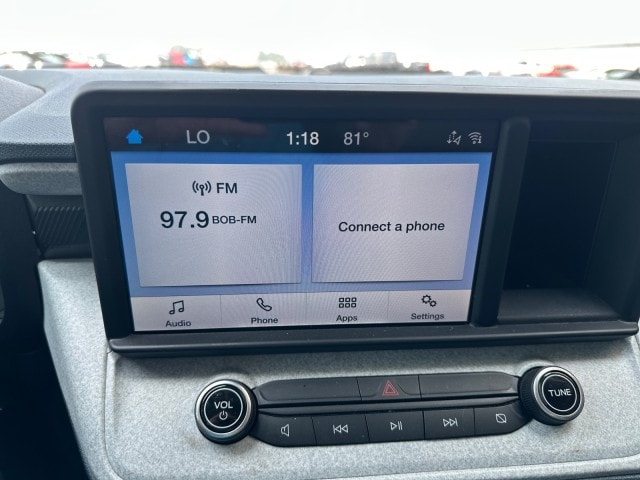 LO 1:18 81°
FM
97.9 BOB-FM
Connect a phone
Audio Phone Apps Settings
VOL
TUNE